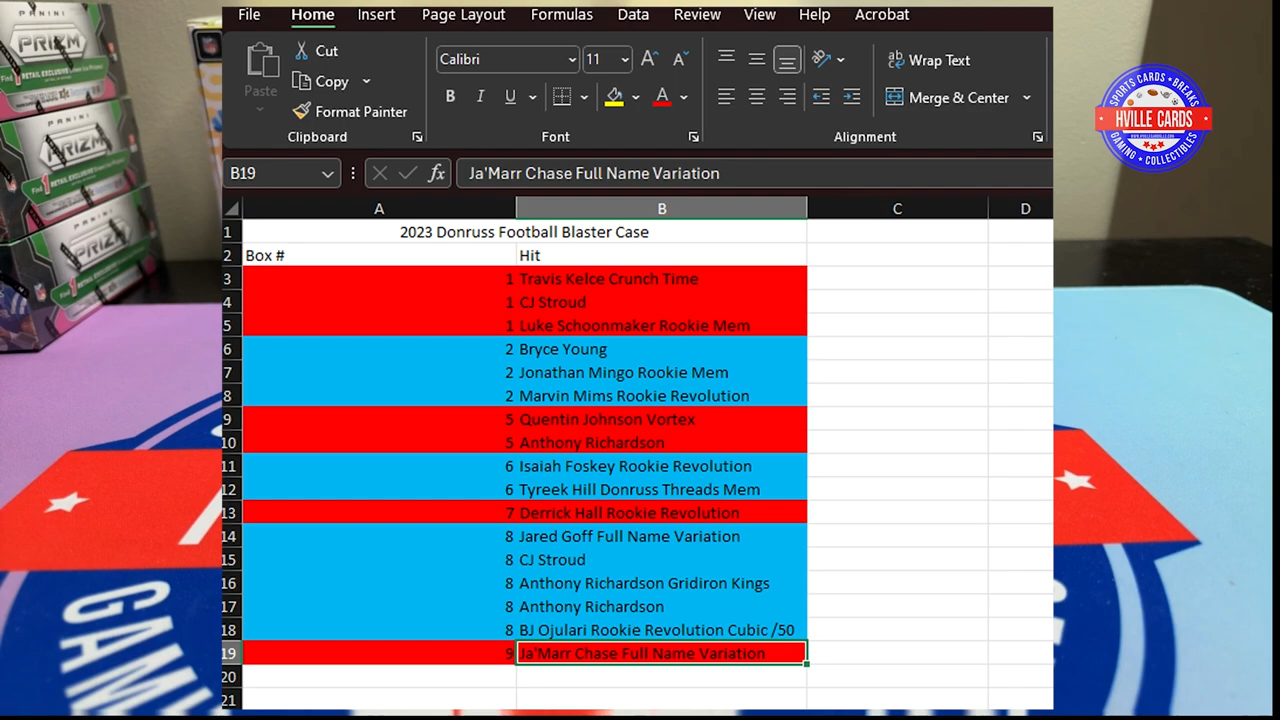 File Home Insert Page Layout Formulas Data Review View Help Acrobat
Cut
Copy
Paste
Format Painter
Clipboard
Calibri 11
B I U
Font
Wrap Text
Merge & Center
Alignment
B19 fx Ja'Marr Chase Full Name Variation
A B C D
1 2023 Donruss Football Blaster Case
2 Box # Hit
3 1 Travis Kelce Crunch Time
4 1 CJ Stroud
5 1 Luke Schoonmaker Rookie Mem
6 2 Bryce Young
7 2 Jonathan Mingo Rookie Mem
8 2 Marvin Mims Rookie Revolution
9 5 Quentin Johnson Vortex
10 5 Anthony Richardson
11 6 Isaiah Foskey Rookie Revolution
12 6 Tyreek Hill Donruss Threads Mem
13 7 Derrick Hall Rookie Revolution
14 8 Jared Goff Full Name Variation
15 8 CJ Stroud
16 8 Anthony Richardson Gridiron Kings
17 8 Anthony Richardson
18 8 BJ Ojulari Rookie Revolution Cubic /50
19 9 Ja'Marr Chase Full Name Variation
20
21
SPORTS CARDS • BREAKS
HVILLE CARDS
GAMING • COLLECTIBLES
PRIZM
PANINI
PRIZM
PANINI
PRIZM
GAMING